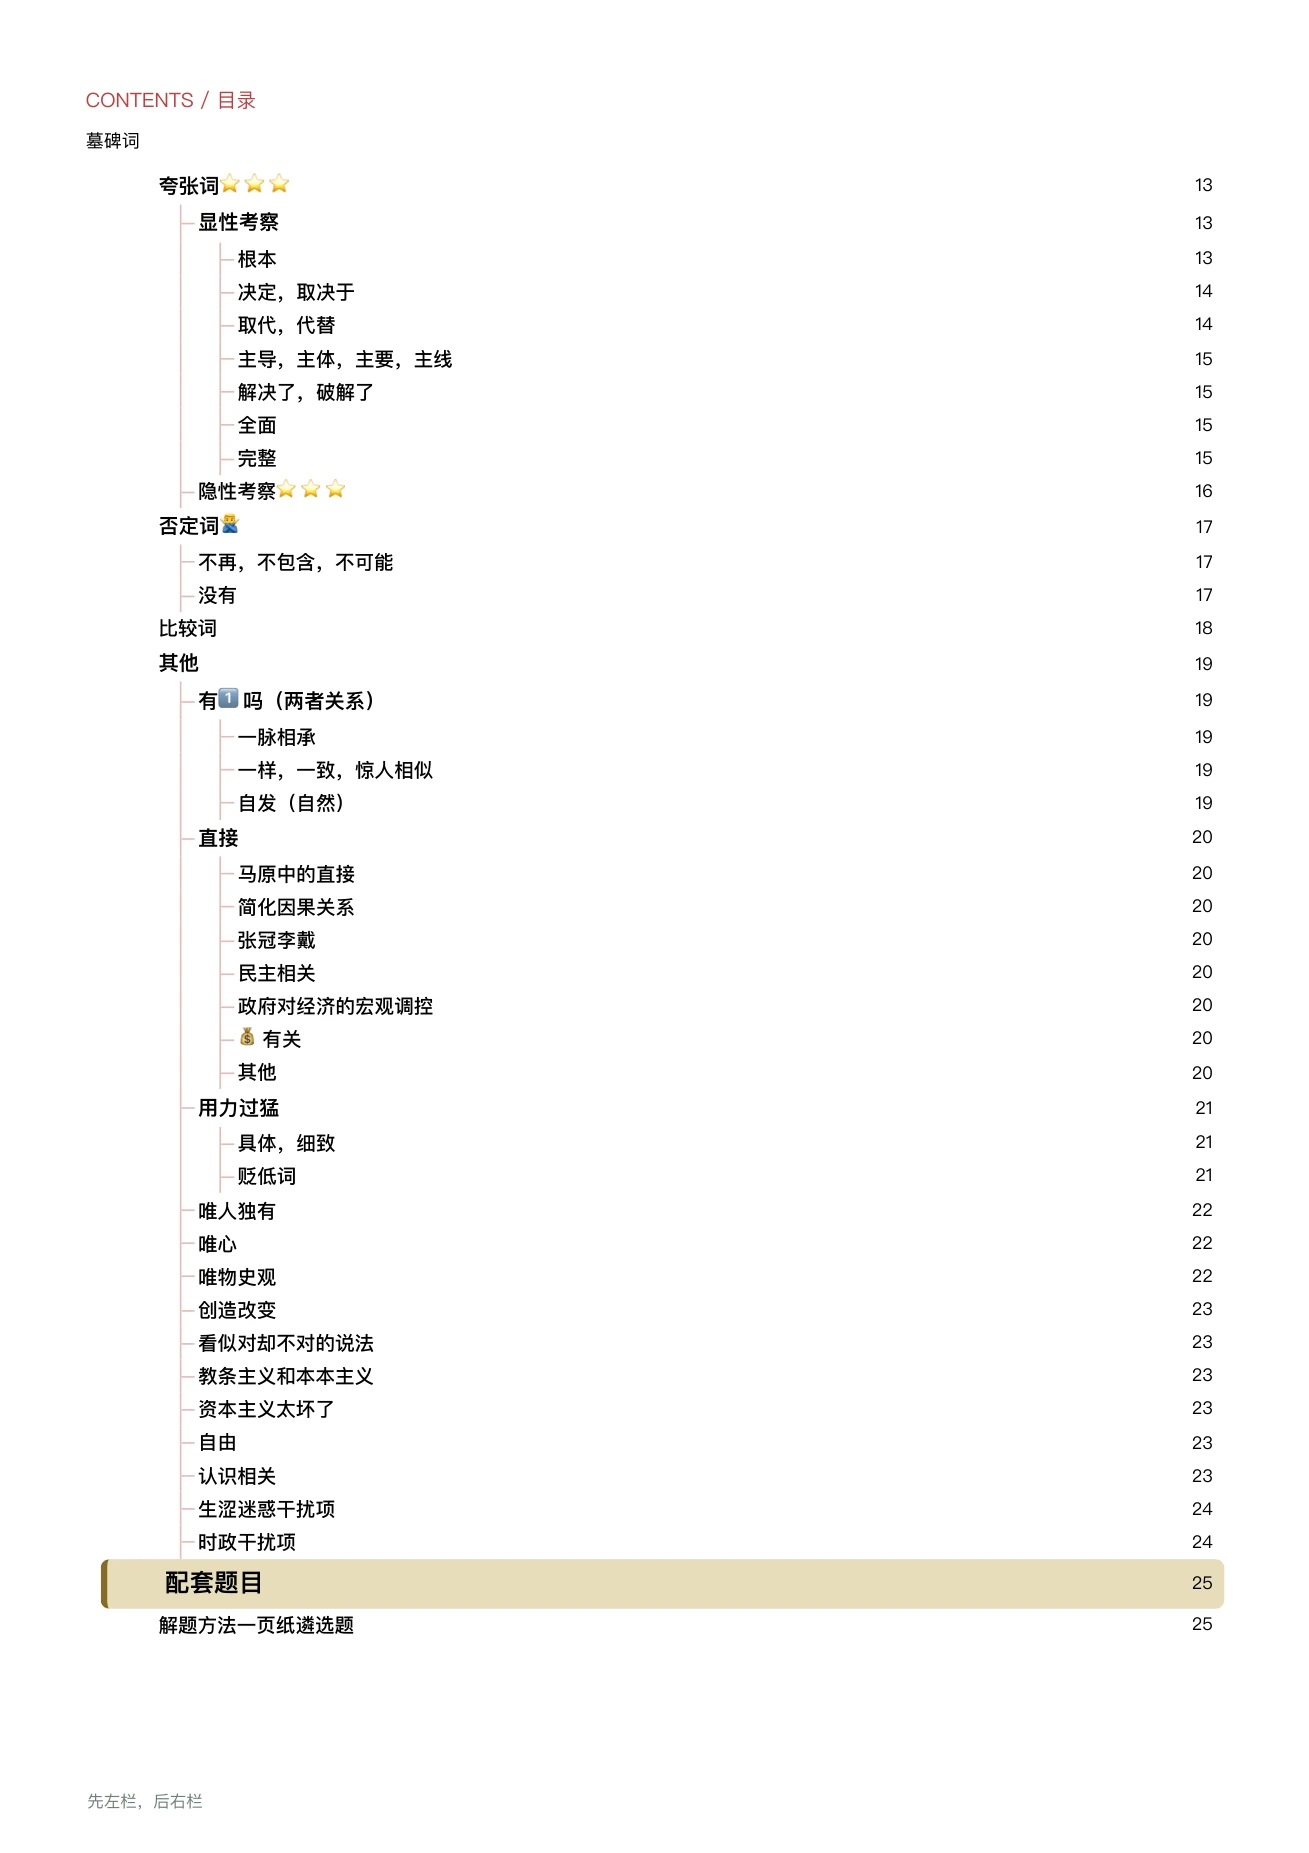 CONTENTS / 目录
墓碑词
夸张词⭐⭐⭐ 13
显性考察 13
根本 13
决定，取决于 14
取代，代替 14
主导，主体，主要，主线 15
解决了，破解了 15
全面 15
完整 15
隐性考察⭐⭐⭐ 16
否定词🙅‍♂️ 17
不再，不包含，不可能 17
没有 17
比较词 18
其他 19
有1️⃣吗（两者关系） 19
一脉相承 19
一样，一致，惊人相似 19
自发（自然） 19
直接 20
马原中的直接 20
简化因果关系 20
张冠李戴 20
民主相关 20
政府对经济的宏观调控 20
💰有关 20
其他 20
用力过猛 21
具体，细致 21
贬低词 21
唯人独有 22
唯心 22
唯物史观 22
创造改变 23
看似对却不对的说法 23
教条主义和本本主义 23
资本主义太坏了 23
自由 23
认识相关 23
生涩迷惑干扰项 24
时政干扰项 24
配套题目 25
解题方法一页纸遴选题 25
先左栏，后右栏